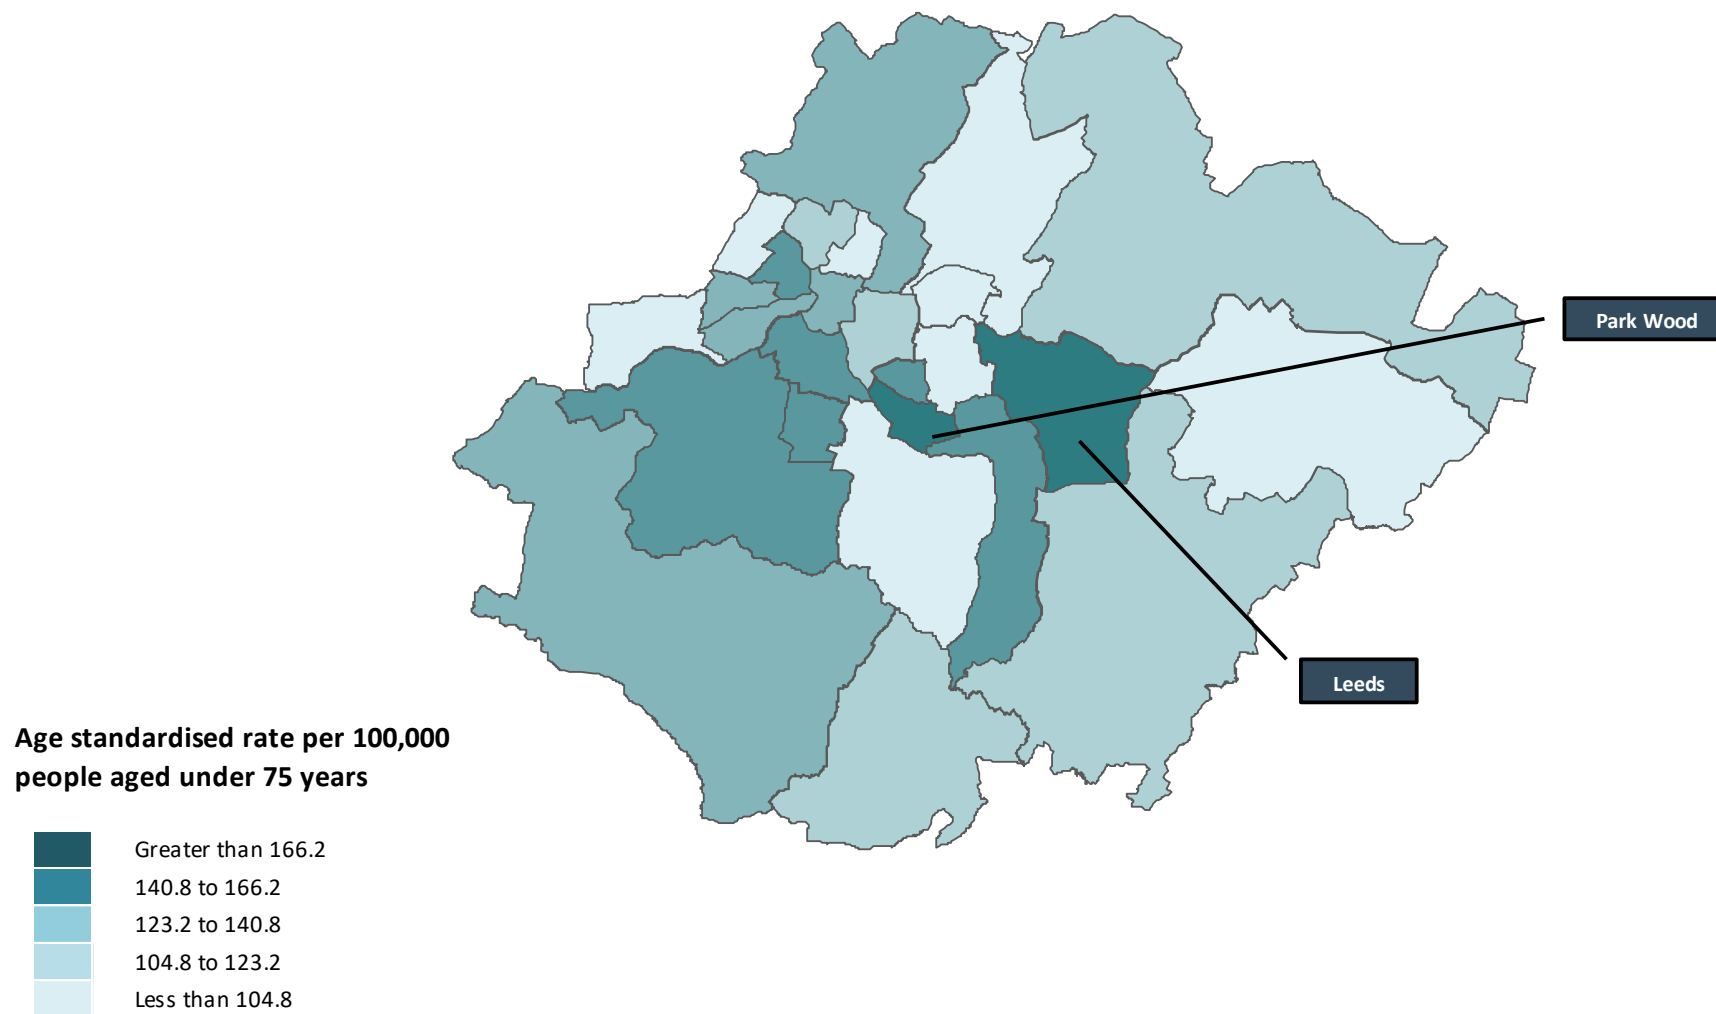 Park Wood
Leeds
Age standardised rate per 100,000
people aged under 75 years
Greater than 166.2
140.8 to 166.2
123.2 to 140.8
104.8 to 123.2
Less than 104.8